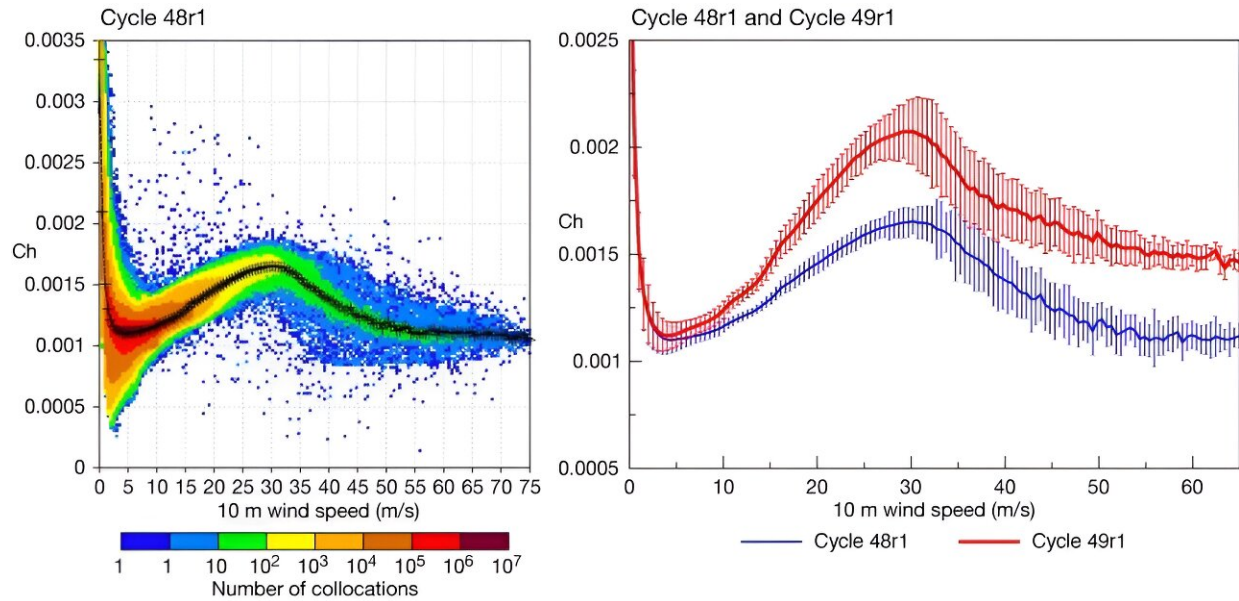 Cycle 48r1
0.0035
0.003
0.0025
0.002
Ch
0.0015
0.001
0.0005
0
0 5 10 15 20 25 30 35 40 45 50 55 60 65 70 75
10 m wind speed (m/s)
1 1 10 10² 10³ 10⁴ 10⁵ 10⁶ 10⁷
Number of collocations
Cycle 48r1 and Cycle 49r1
0.0025
0.002
Ch
0.0015
0.001
0.0005
0 10 20 30 40 50 60
10 m wind speed (m/s)
Cycle 48r1 Cycle 49r1